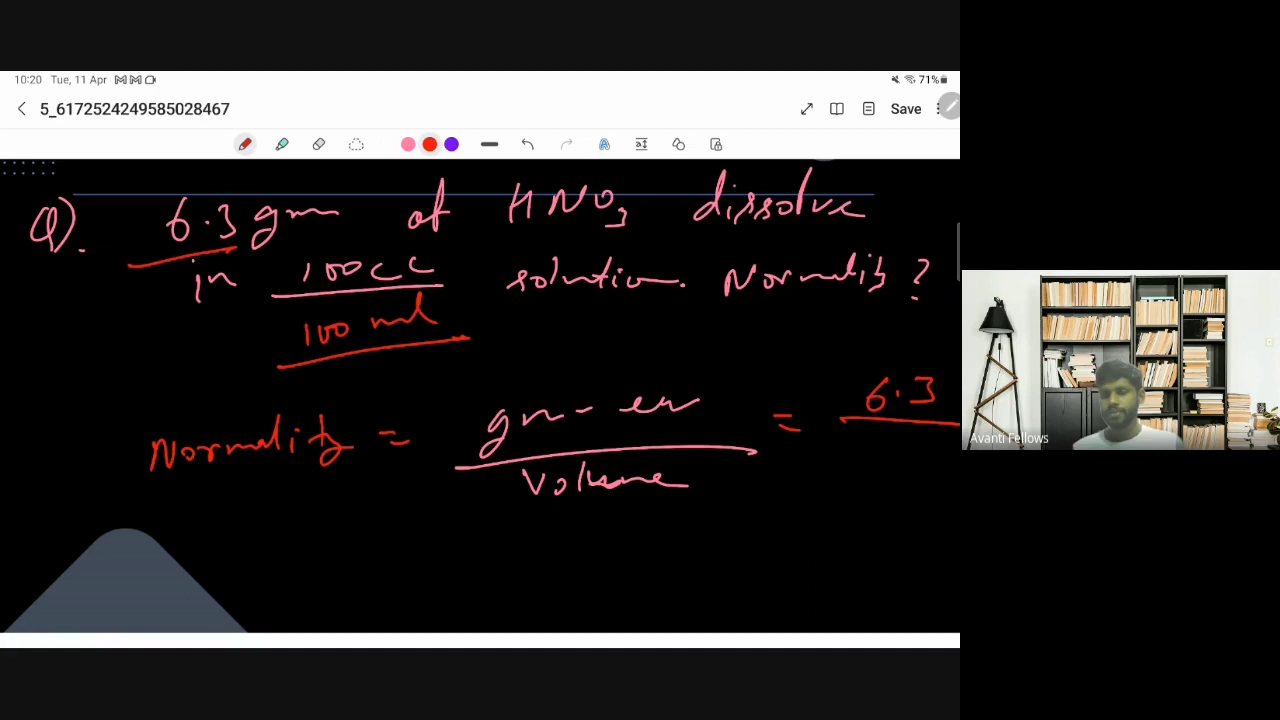 10:20 Tue, 11 Apr 71%
5_6172524249585028467 Save
Q). 6.3 gm of HNO3 dissolve
in 100cc solution. Normality?
100 ml
Normality = gm-eq / Volume = 6.3
Avanti Fellows